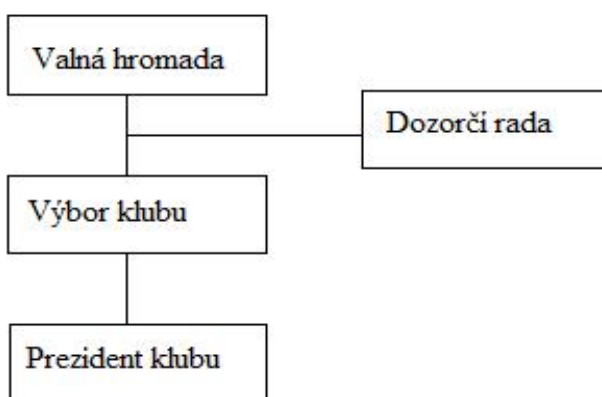 Valná hromada
Dozorčí rada
Výbor klubu
Prezident klubu